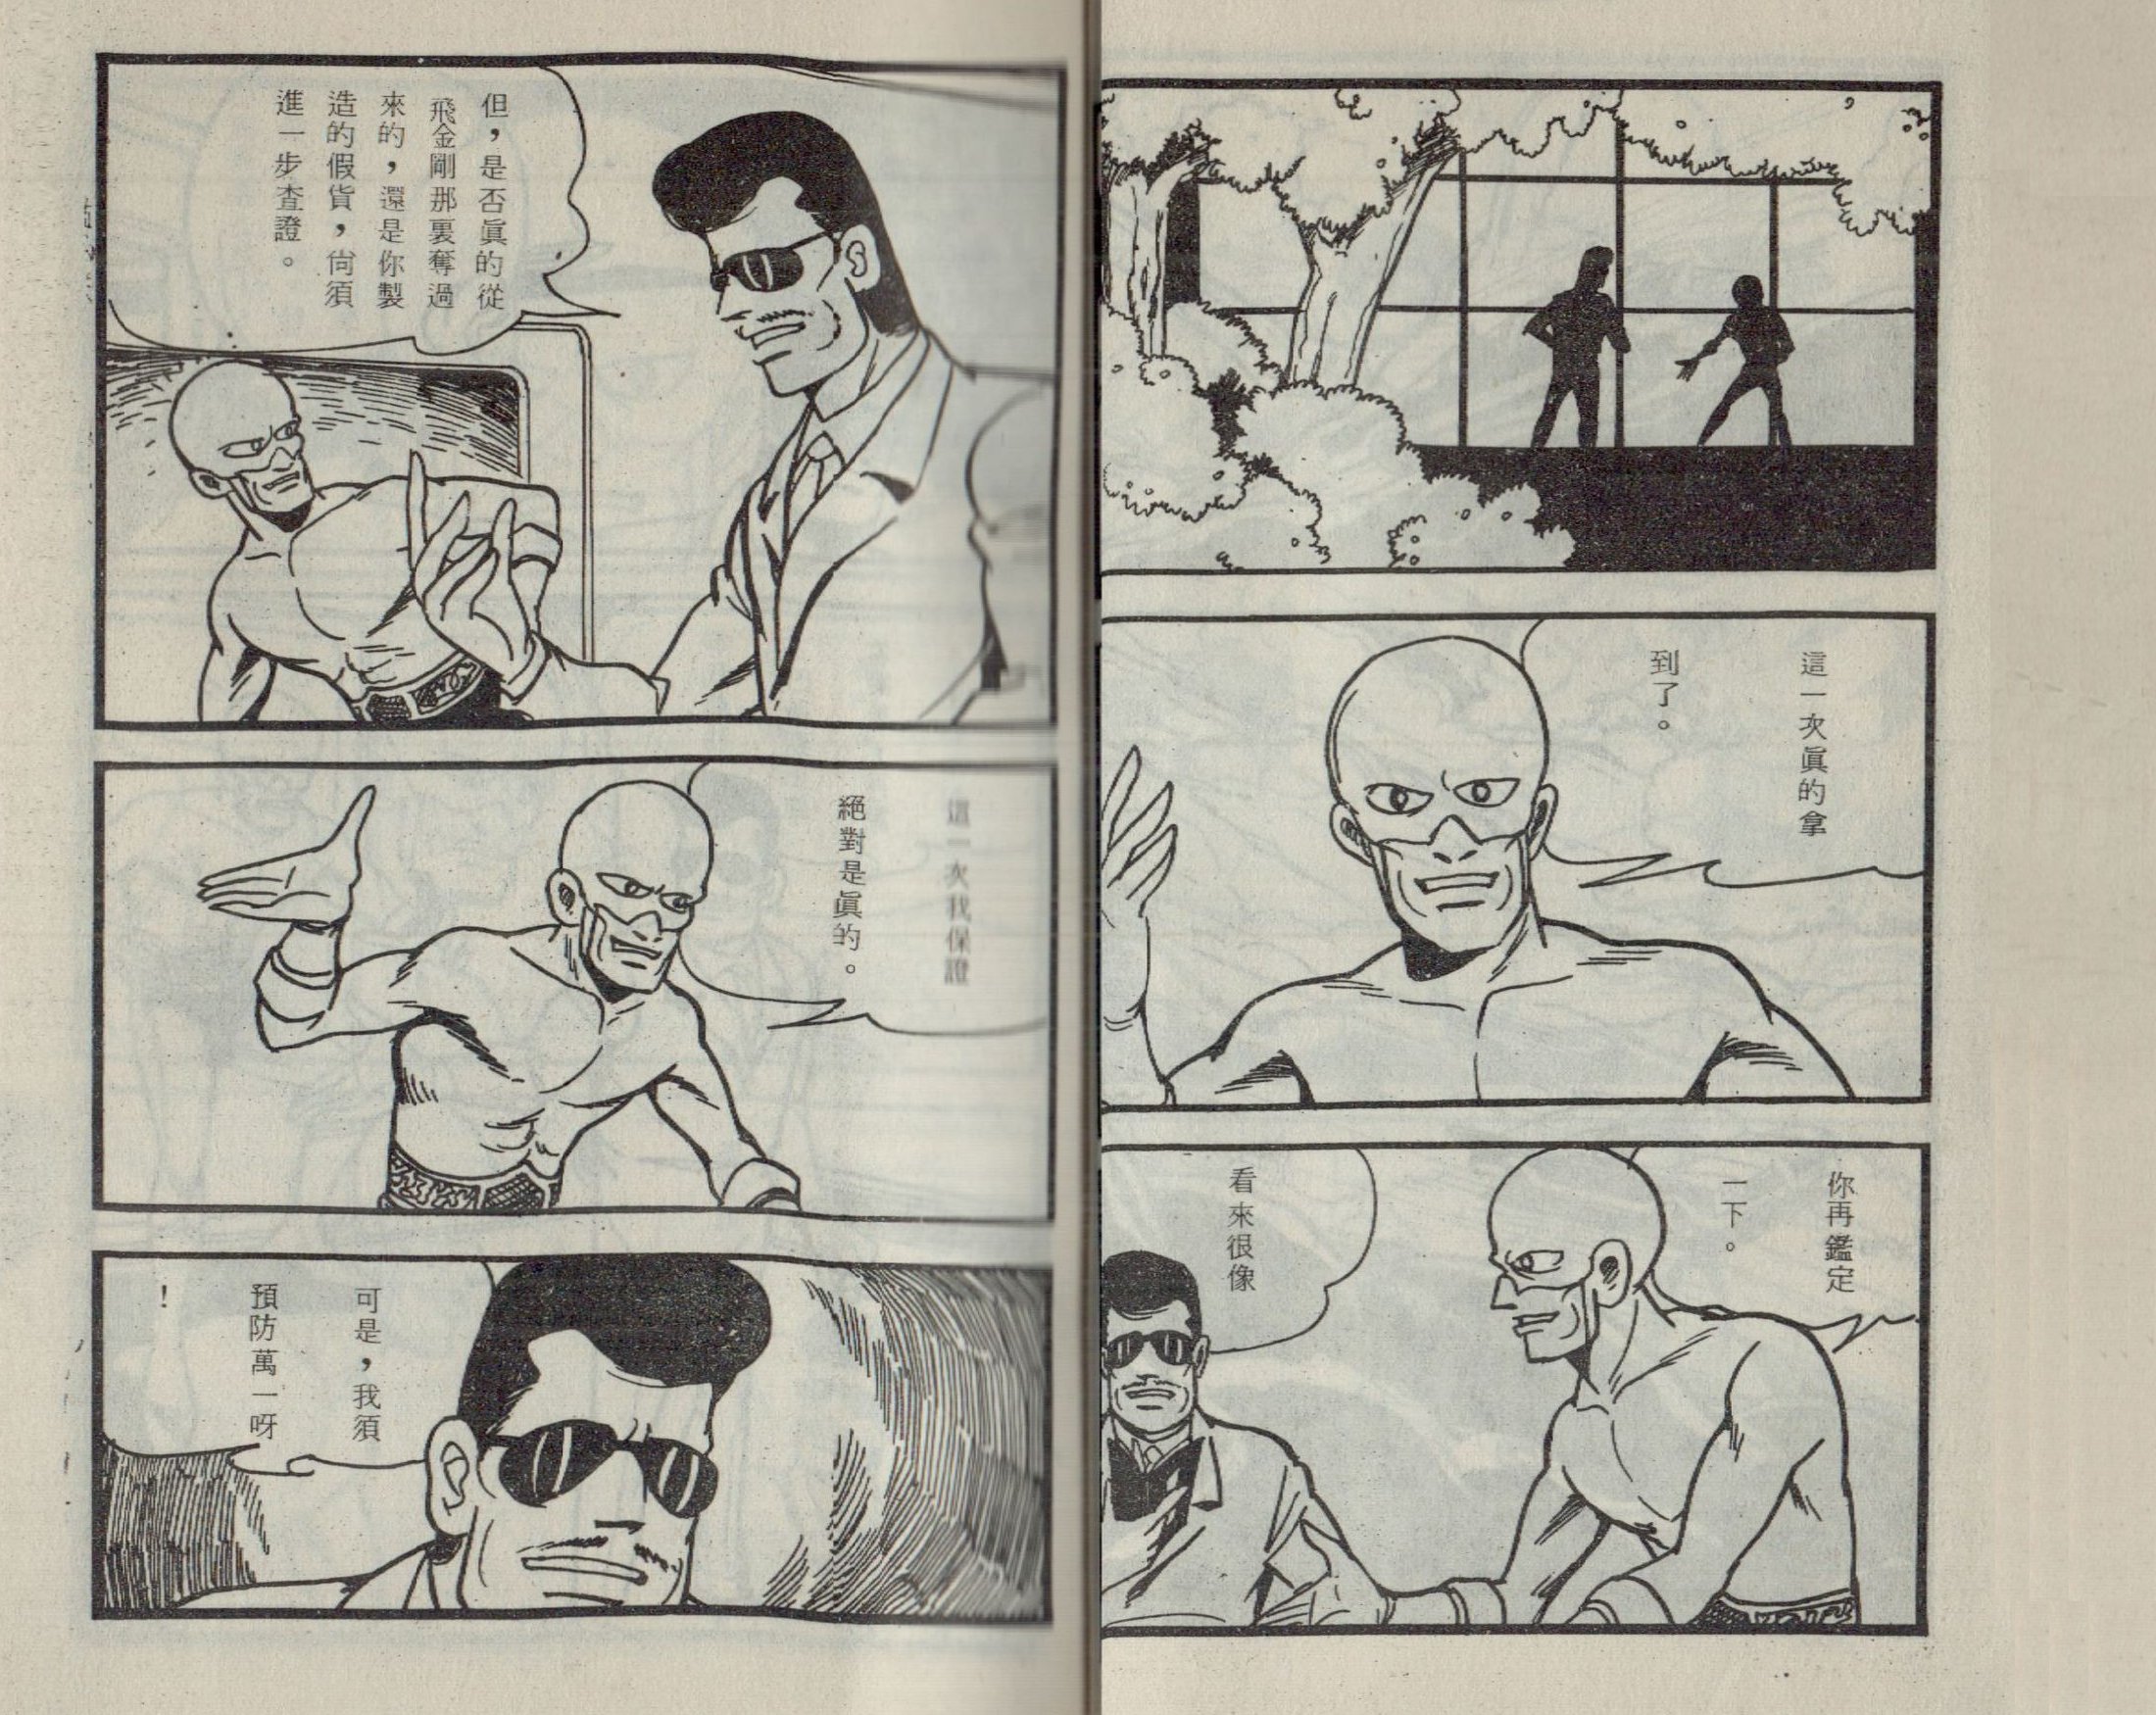 這一次眞的拿
到了。
你再鑑定
一下。
看來很像
但，是否眞的從
飛金剛那裏奪過
來的，還是你製
造的假貨，尙須
進一步查證。
這一次我保證
絕對是眞的。
可是，我須
預防萬一呀
！